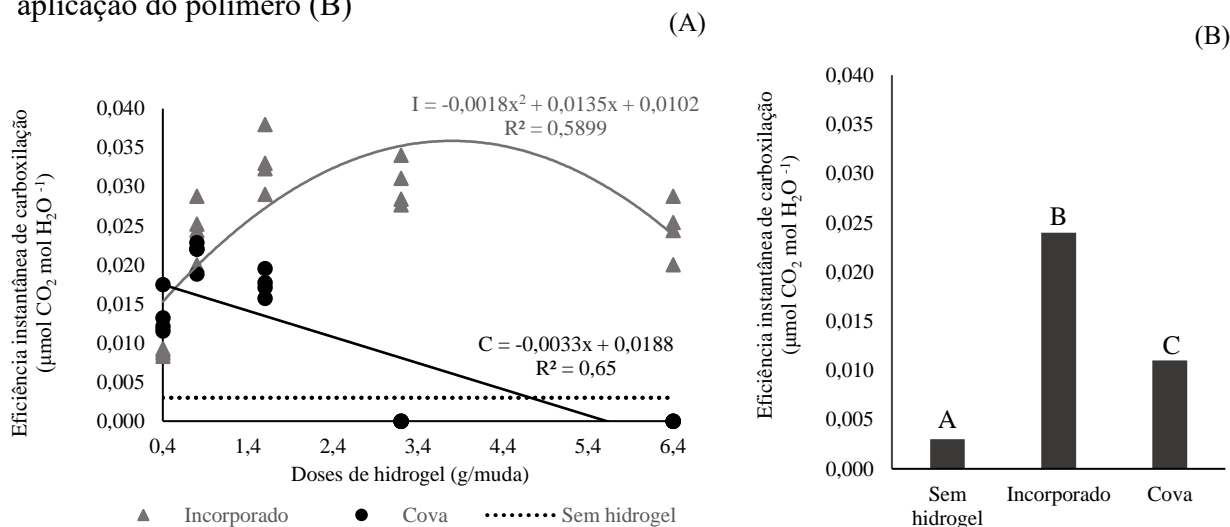 aplicação do polímero (B)
(A)
Eficiência instantânea de carboxilação
(µmol CO₂ mol H₂O ⁻¹)
0,040
0,035
0,030
0,025
0,020
0,015
0,010
0,005
0,000
I = -0,0018x² + 0,0135x + 0,0102
R² = 0,5899
C = -0,0033x + 0,0188
R² = 0,65
0,4 1,4 2,4 3,4 4,4 5,4 6,4
Doses de hidrogel (g/muda)
Incorporado Cova Sem hidrogel
(B)
Eficiência instantânea de carboxilação
(µmol CO₂ mol H₂O ⁻¹)
0,040
0,035
0,030
0,025
0,020
0,015
0,010
0,005
0,000
A
B
C
Sem
hidrogel
Incorporado
Cova